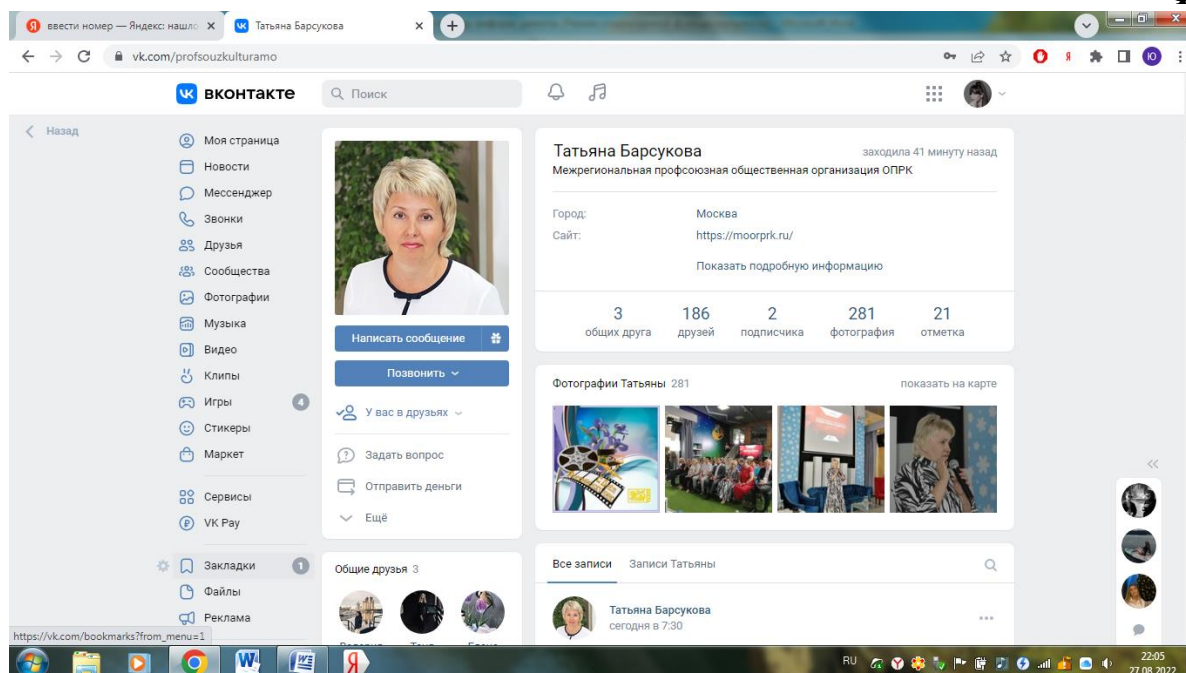 ввести номер — Яндекс: нашло
Татьяна Барсукова
vk.com/profsouzkulturamo
Ю
вконтакте
Поиск
Назад
Моя страница
Новости
Мессенджер
Звонки
Друзья
Сообщества
Фотографии
Музыка
Видео
Клипы
Игры 4
Стикеры
Маркет
Сервисы
VK Pay
Закладки 1
Файлы
Реклама
Написать сообщение
Позвонить
У вас в друзьях
Задать вопрос
Отправить деньги
Ещё
Общие друзья 3
Татьяна Барсукова
заходила 41 минуту назад
Межрегиональная профсоюзная общественная организация ОПРК
Город: Москва
Сайт: https://moorprk.ru/
Показать подробную информацию
3 186 2 281 21
общих друга друзей подписчика фотография отметка
Фотографии Татьяны 281 показать на карте
Все записи Записи Татьяны
Татьяна Барсукова
сегодня в 7:30
https://vk.com/bookmarks?from_menu=1
RU
22:05
27.08.2022